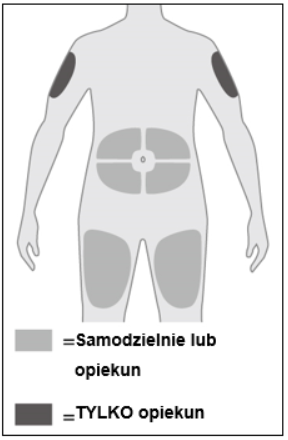 =Samodzielnie lub
opiekun
=TYLKO opiekun